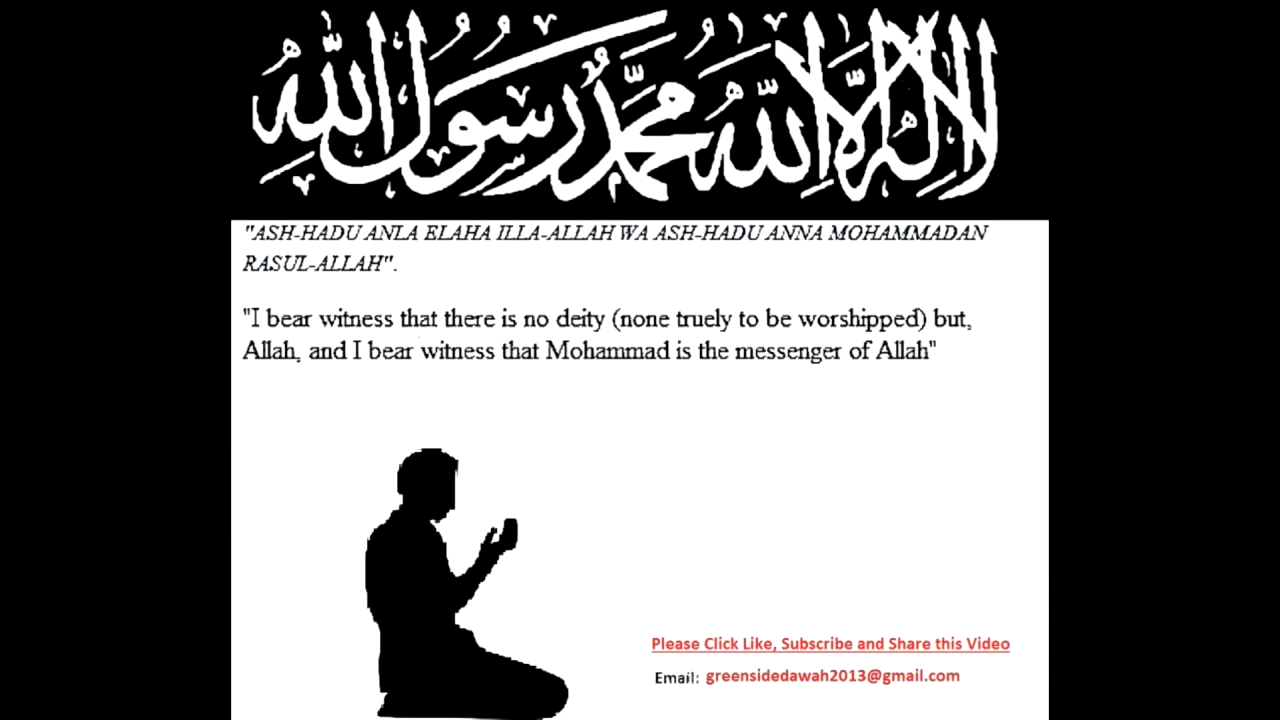 لا إله إلا الله محمد رسول الله
"ASH-HADU ANLA ELAHA ILLA-ALLAH WA ASH-HADU ANNA MOHAMMADAN
RASUL-ALLAH".
"I bear witness that there is no deity (none truely to be worshipped) but,
Allah, and I bear witness that Mohammad is the messenger of Allah"
Please Click Like, Subscribe and Share this Video
Email: greensidedawah2013@gmail.com